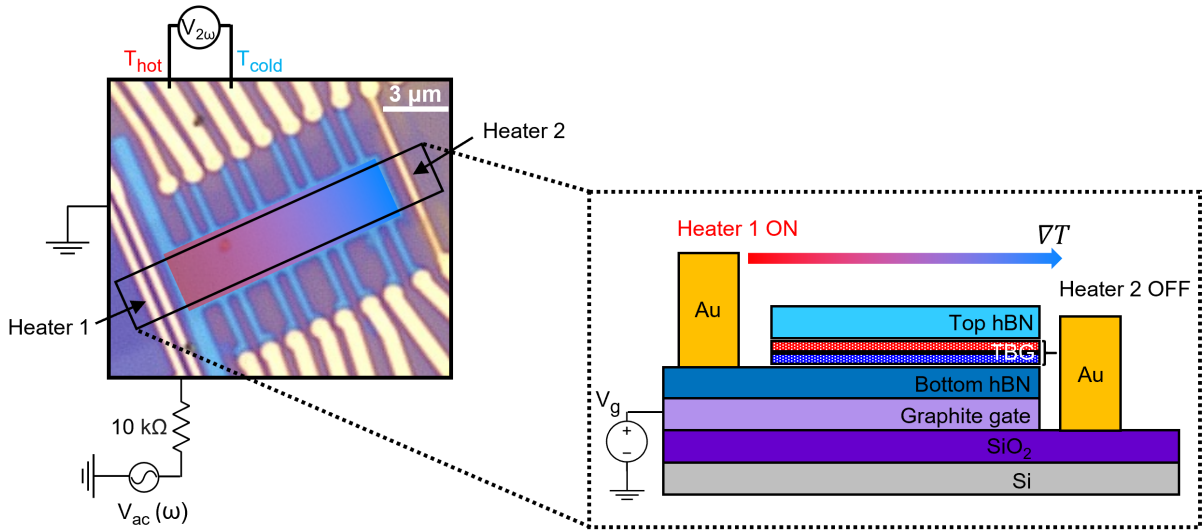 V2ω
Thot
Tcold
3 μm
Heater 2
Heater 1
10 kΩ
Vac (ω)
Heater 1 ON
∇T
Heater 2 OFF
Au
Top hBN
TBG
Au
Bottom hBN
Vg
Graphite gate
+
−
SiO2
Si